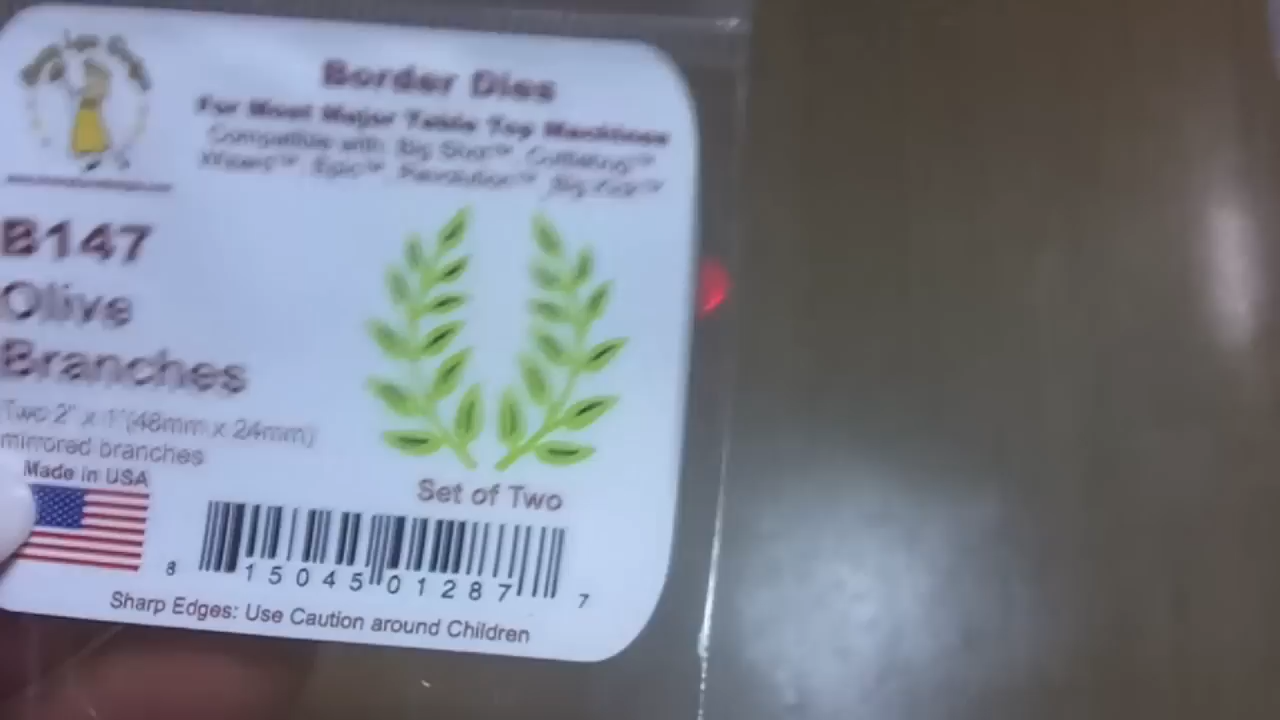 Border Dies
For Most Major Table Top Machines
Compatible with: Big Shot™, Cuttlebug™
Wizard™, Epic™, Revolution™, Big Kick™
B147
Olive
Branches
Two 2" x 1"(48mm x 24mm)
mirrored branches
Made in USA
Set of Two
8 15045 01287 7
Sharp Edges: Use Caution around Children